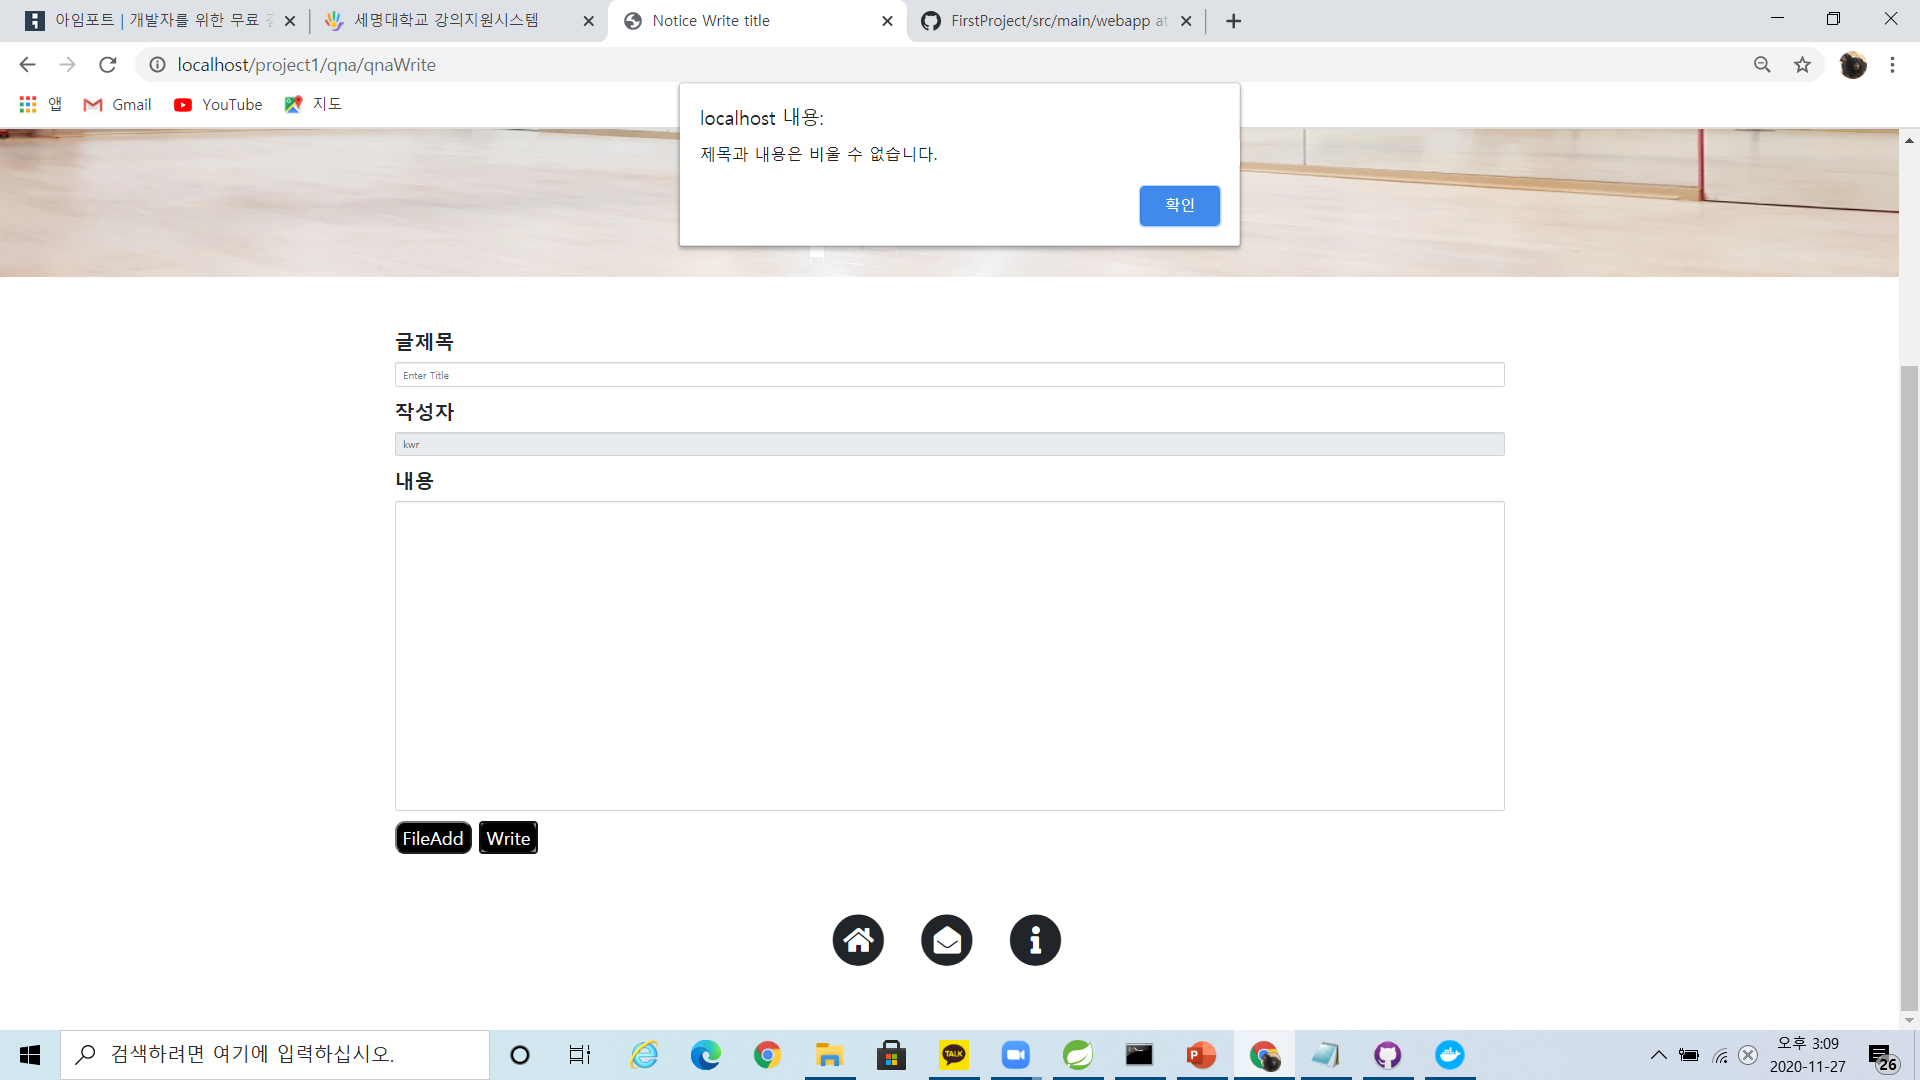 아임포트 | 개발자를 위한 무료
세명대학교 강의지원시스템
Notice Write title
FirstProject/src/main/webapp at
localhost/project1/qna/qnaWrite
앱
Gmail
YouTube
지도
localhost 내용:
제목과 내용은 비울 수 없습니다.
확인
글제목
Enter Title
작성자
kwr
내용
FileAdd
Write
검색하려면 여기에 입력하십시오.
TALK
오후 3:09
2020-11-27
26